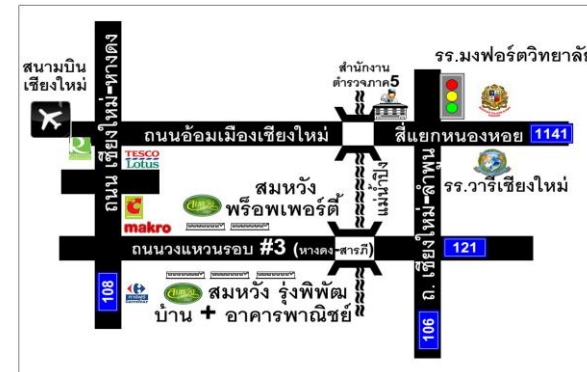 สนามบิน
เชียงใหม่
สำนักงาน
ตำรวจภาค5
รร.มงฟอร์ตวิทยาลัย
ถนน เชียงใหม่-หางดง
ถนนอ้อมเมืองเชียงใหม่
สี่แยกหนองหอย
1141
TESCO
Lotus
แม่น้ำปิง
ถ. เชียงใหม่-ลำพูน
รร.วารีเชียงใหม่
สมหวัง
พร็อพเพอร์ตี้
makro
ถนนวงแหวนรอบ #3 (หางดง-สารภี)
121
108
สมหวัง รุ่งพิพัฒ
บ้าน + อาคารพาณิชย์
106